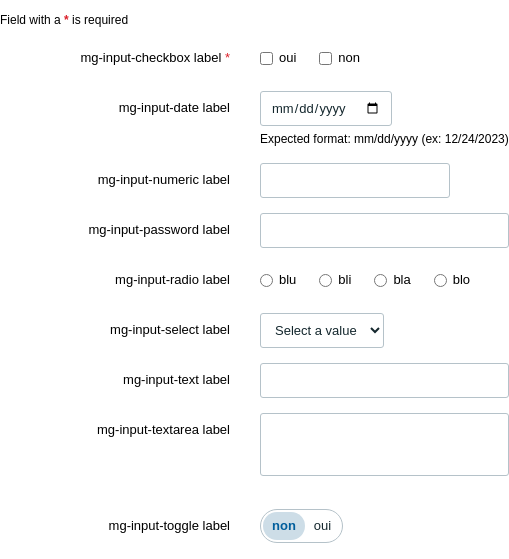 Field with a * is required
mg-input-checkbox label * oui non
mg-input-date label mm/dd/yyyy
Expected format: mm/dd/yyyy (ex: 12/24/2023)
mg-input-numeric label
mg-input-password label
mg-input-radio label blu bli bla blo
mg-input-select label Select a value
mg-input-text label
mg-input-textarea label
mg-input-toggle label non oui